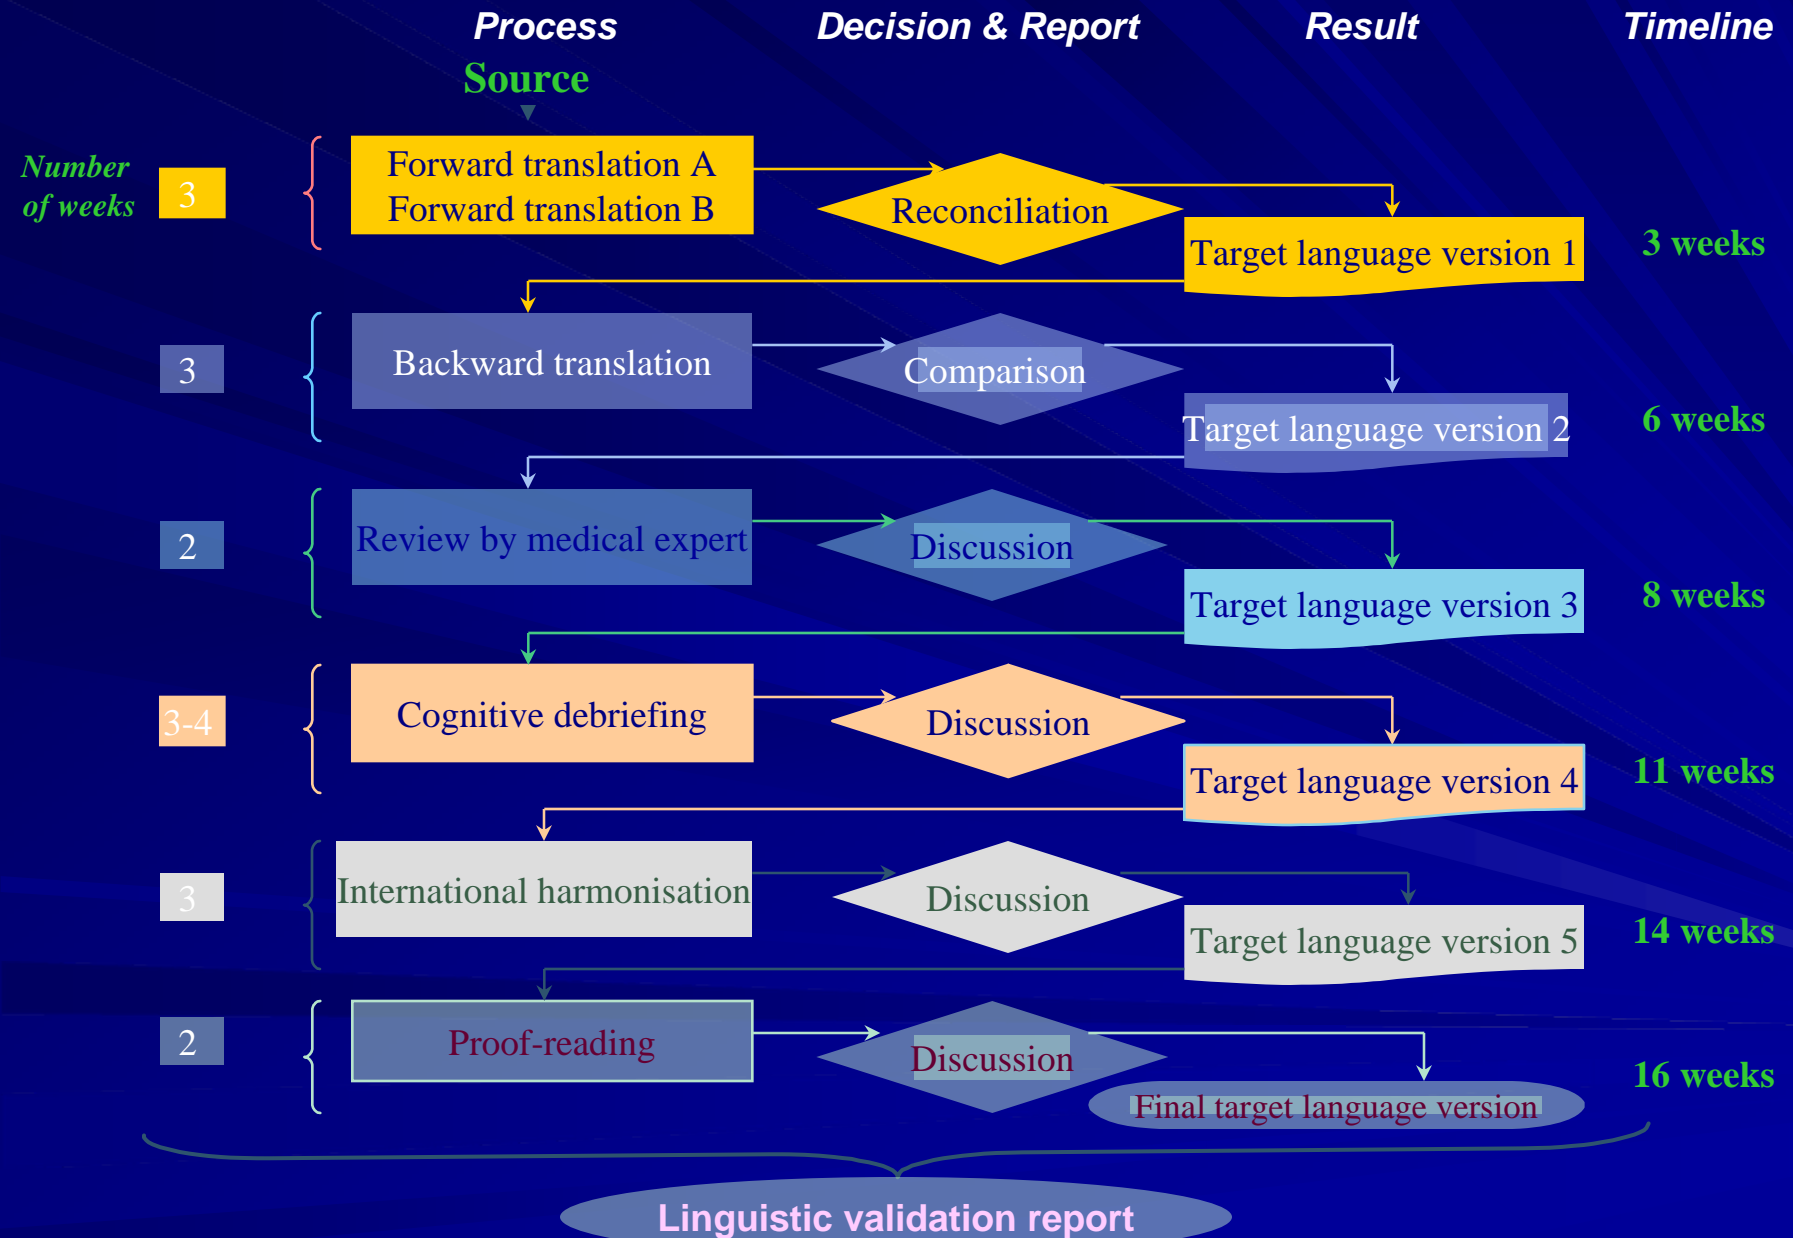 Process Decision & Report Result Timeline
Source
Number
of weeks
3
Forward translation A
Forward translation B
Reconciliation
Target language version 1
3 weeks
3
Backward translation
Comparison
Target language version 2
6 weeks
2
Review by medical expert
Discussion
Target language version 3
8 weeks
3-4
Cognitive debriefing
Discussion
Target language version 4
11 weeks
3
International harmonisation
Discussion
Target language version 5
14 weeks
2
Proof-reading
Discussion
Final target language version
16 weeks
Linguistic validation report